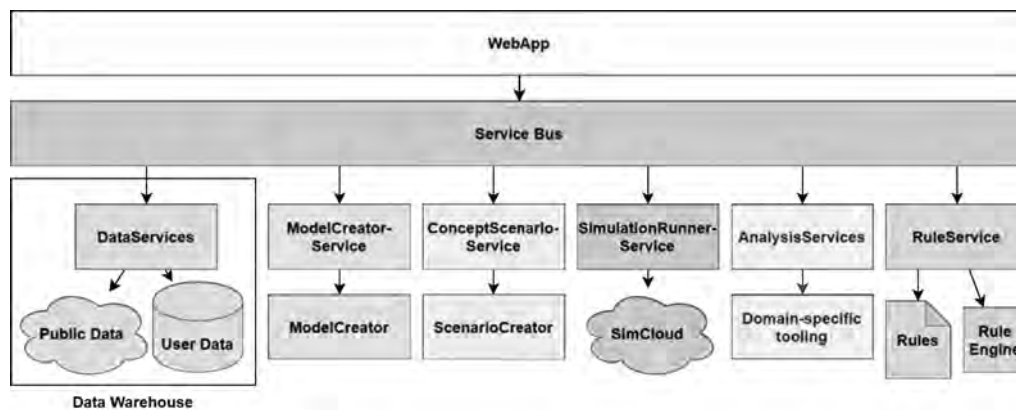 WebApp
Service Bus
DataServices
ModelCreator-
Service
ConceptScenario-
Service
SimulationRunner-
Service
AnalysisServices
RuleService
Public Data
User Data
ModelCreator
ScenarioCreator
SimCloud
Domain-specific
tooling
Rules
Rule
Engine
Data Warehouse